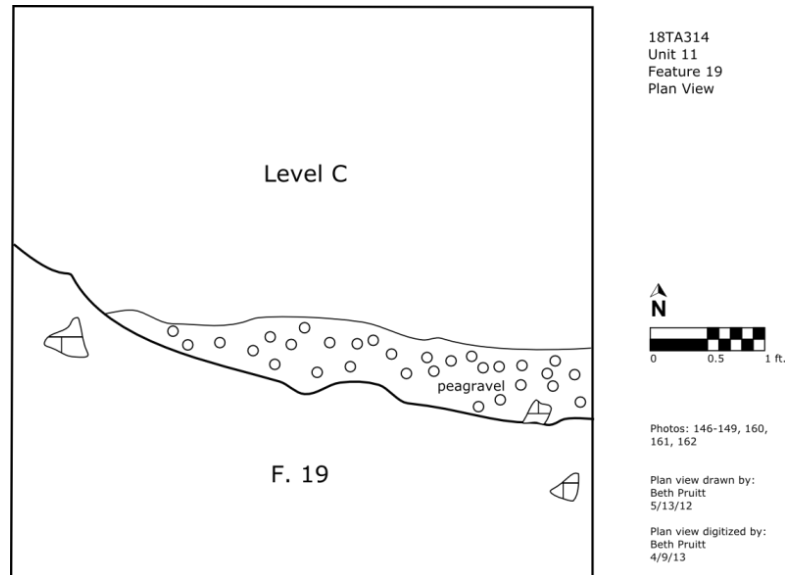 18TA314
Unit 11
Feature 19
Plan View
Level C
N
0 0.5 1 ft.
peagravel
F. 19
Photos: 146-149, 160,
161, 162
Plan view drawn by:
Beth Pruitt
5/13/12
Plan view digitized by:
Beth Pruitt
4/9/13